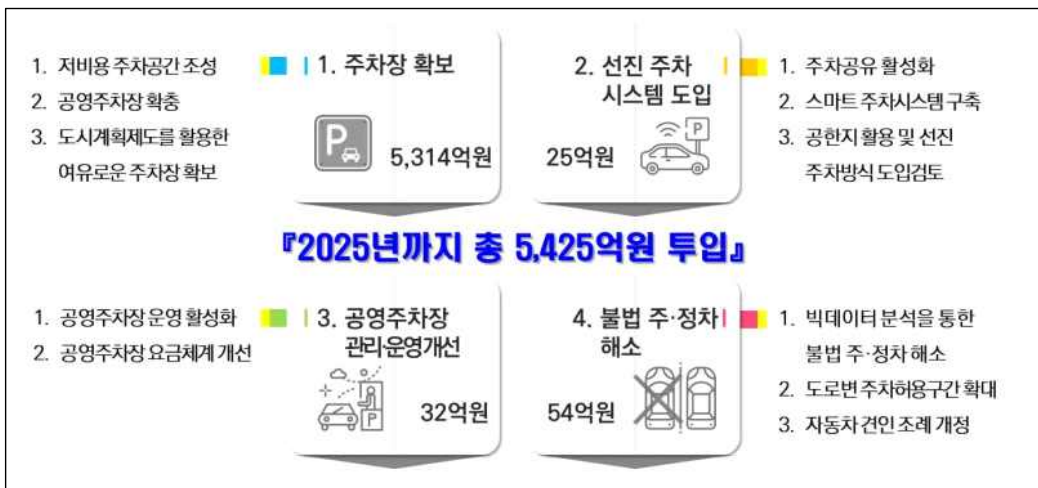 1. 저비용 주차공간 조성
2. 공영주차장 확충
3. 도시계획제도를 활용한
여유로운 주차장 확보
1. 주차장 확보
P
5,314억원
2. 선진 주차
시스템 도입
P
25억원
1. 주차공유 활성화
2. 스마트 주차시스템 구축
3. 공한지 활용 및 선진
주차방식 도입검토
『2025년까지 총 5,425억원 투입』
1. 공영주차장 운영 활성화
2. 공영주차장 요금체계 개선
3. 공영주차장
관리·운영개선
P
32억원
4. 불법 주·정차
해소
54억원
1. 빅데이터 분석을 통한
불법 주·정차 해소
2. 도로변 주차허용구간 확대
3. 자동차 견인 조례 개정